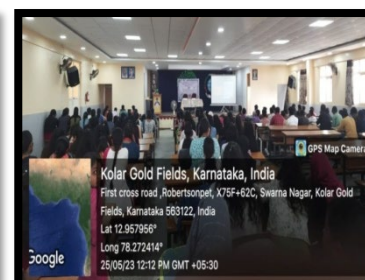 GPS Map Camera
Kolar Gold Fields, Karnataka, India
First cross road ,Robertsonpet, X75F+62C, Swarna Nagar, Kolar Gold
Fields, Karnataka 563122, India
Lat 12.957956°
Long 78.272414°
25/05/23 12:12 PM GMT +05:30
Google